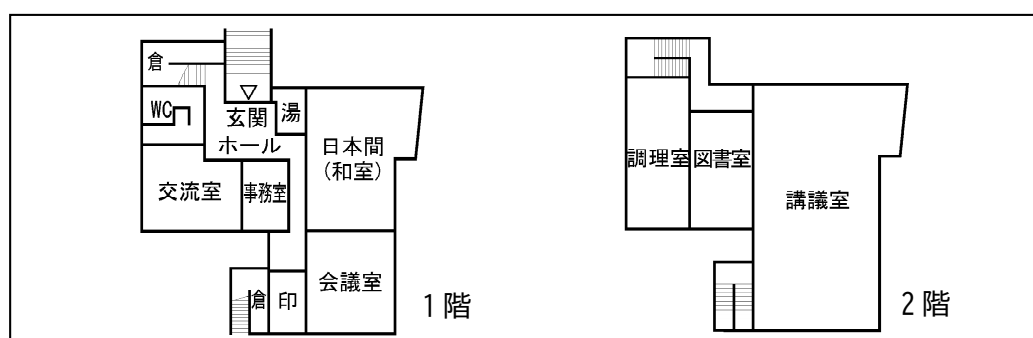 倉
WC
玄関
ホール
湯
日本間
（和室）
交流室
事務室
倉
印
会議室
1階
調理室
図書室
講議室
2階